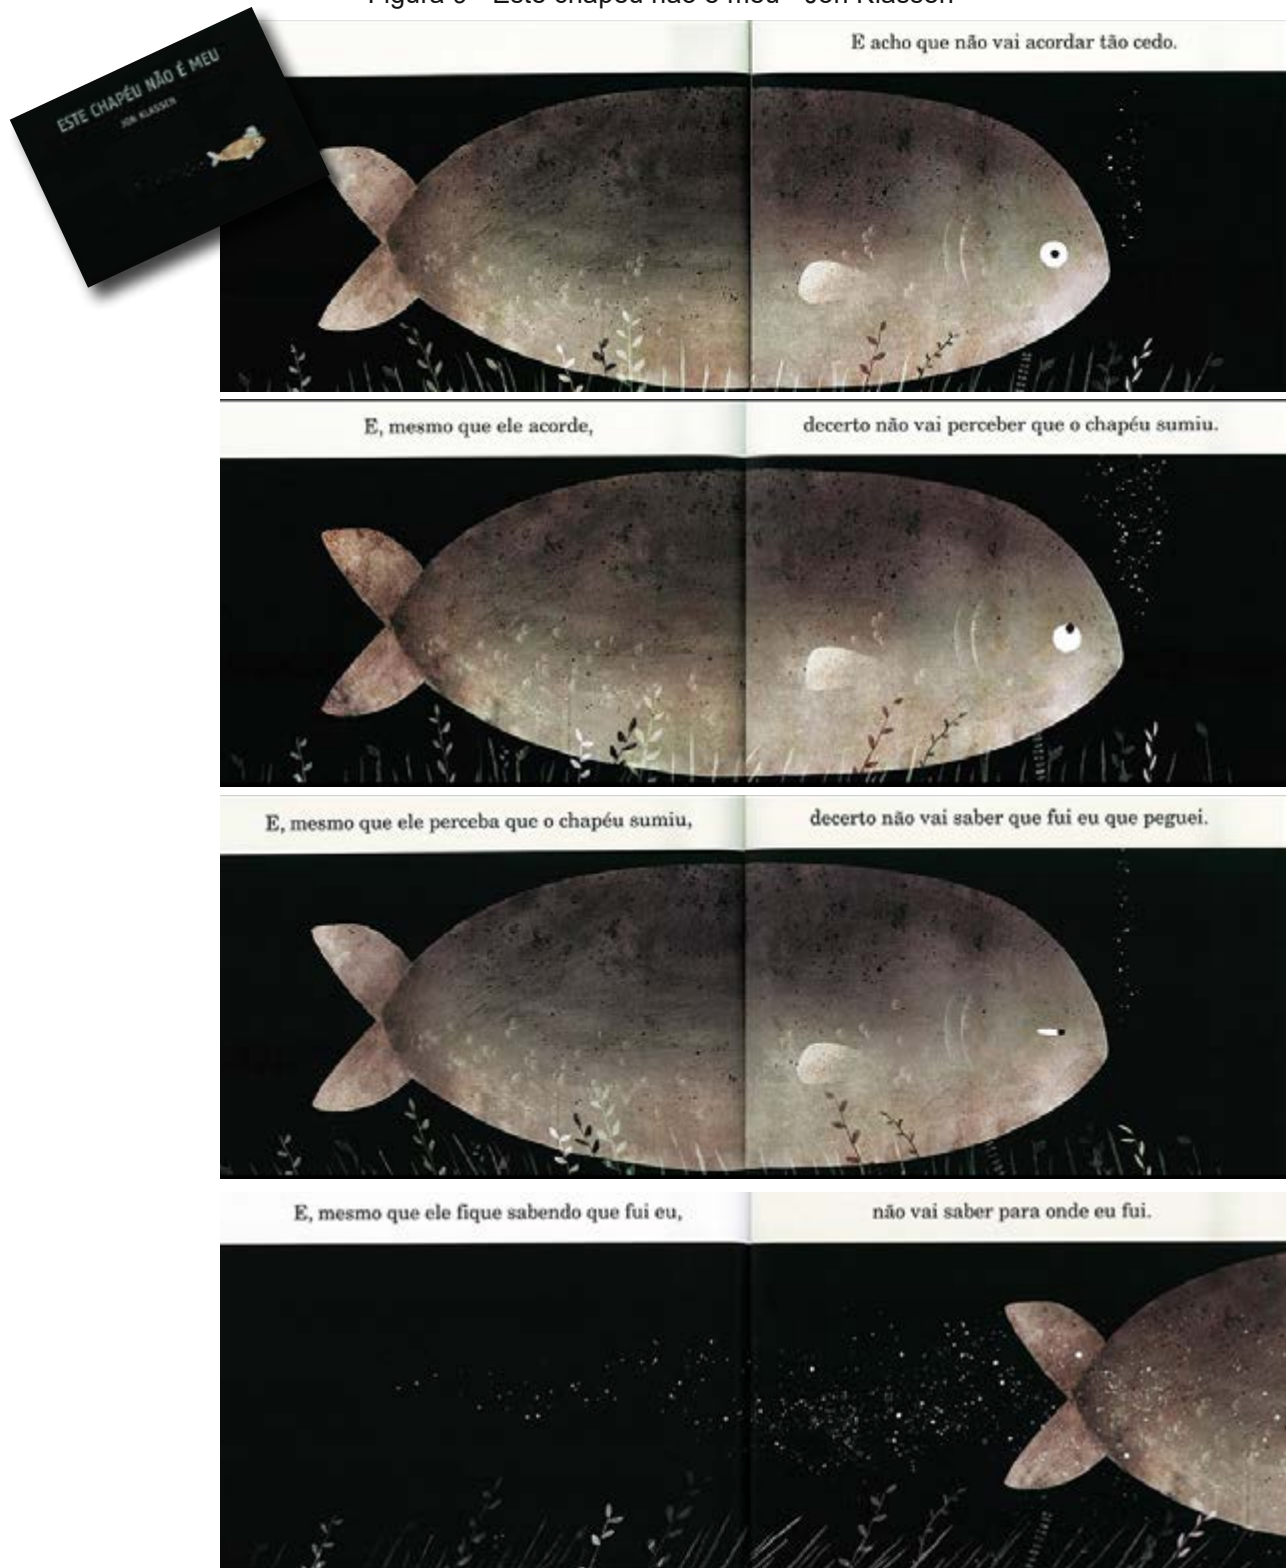 Figura - Este chapéu não é meu - Jon Klassen
ESTE CHAPÉU NÃO É MEU
JON KLASSEN
E acho que não vai acordar tão cedo.
E, mesmo que ele acorde,
decerto não vai perceber que o chapéu sumiu.
E, mesmo que ele perceba que o chapéu sumiu,
decerto não vai saber que fui eu que peguei.
E, mesmo que ele fique sabendo que fui eu,
não vai saber para onde eu fui.